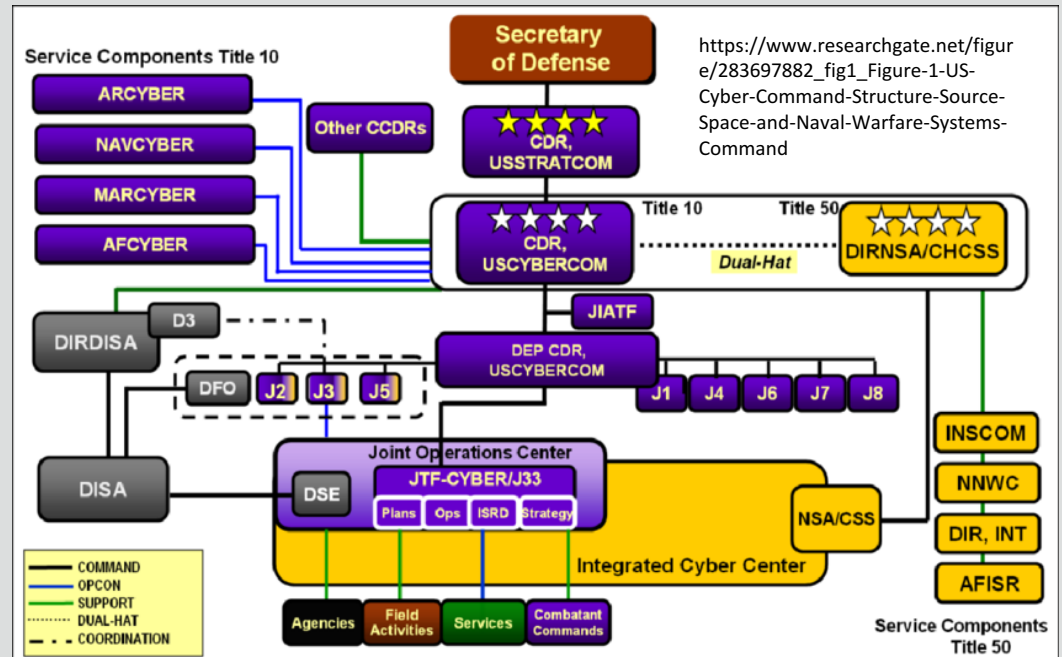 Secretary
of Defense
https://www.researchgate.net/figur
e/283697882_fig1_Figure-1-US-
Cyber-Command-Structure-Source-
Space-and-Naval-Warfare-Systems-
Command
Service Components Title 10
ARCYBER
NAVCYBER
MARCYBER
AFCYBER
Other CCDRs
CDR,
USSTRATCOM
CDR,
USCYBERCOM
Title 10
Title 50
Dual-Hat
DIRNSA/CHCSS
JIATF
DEP CDR,
USCYBERCOM
D3
DIRDISA
DFO
J2
J3
J5
J1
J4
J6
J7
J8
DISA
Joint Operations Center
DSE
JTF-CYBER/J33
Plans
Ops
ISRD
Strategy
NSA/CSS
Integrated Cyber Center
INSCOM
NNWC
DIR, INT
AFISR
Service Components
Title 50
COMMAND
OPCON
SUPPORT
DUAL-HAT
COORDINATION
Agencies
Field
Activities
Services
Combatant
Commands